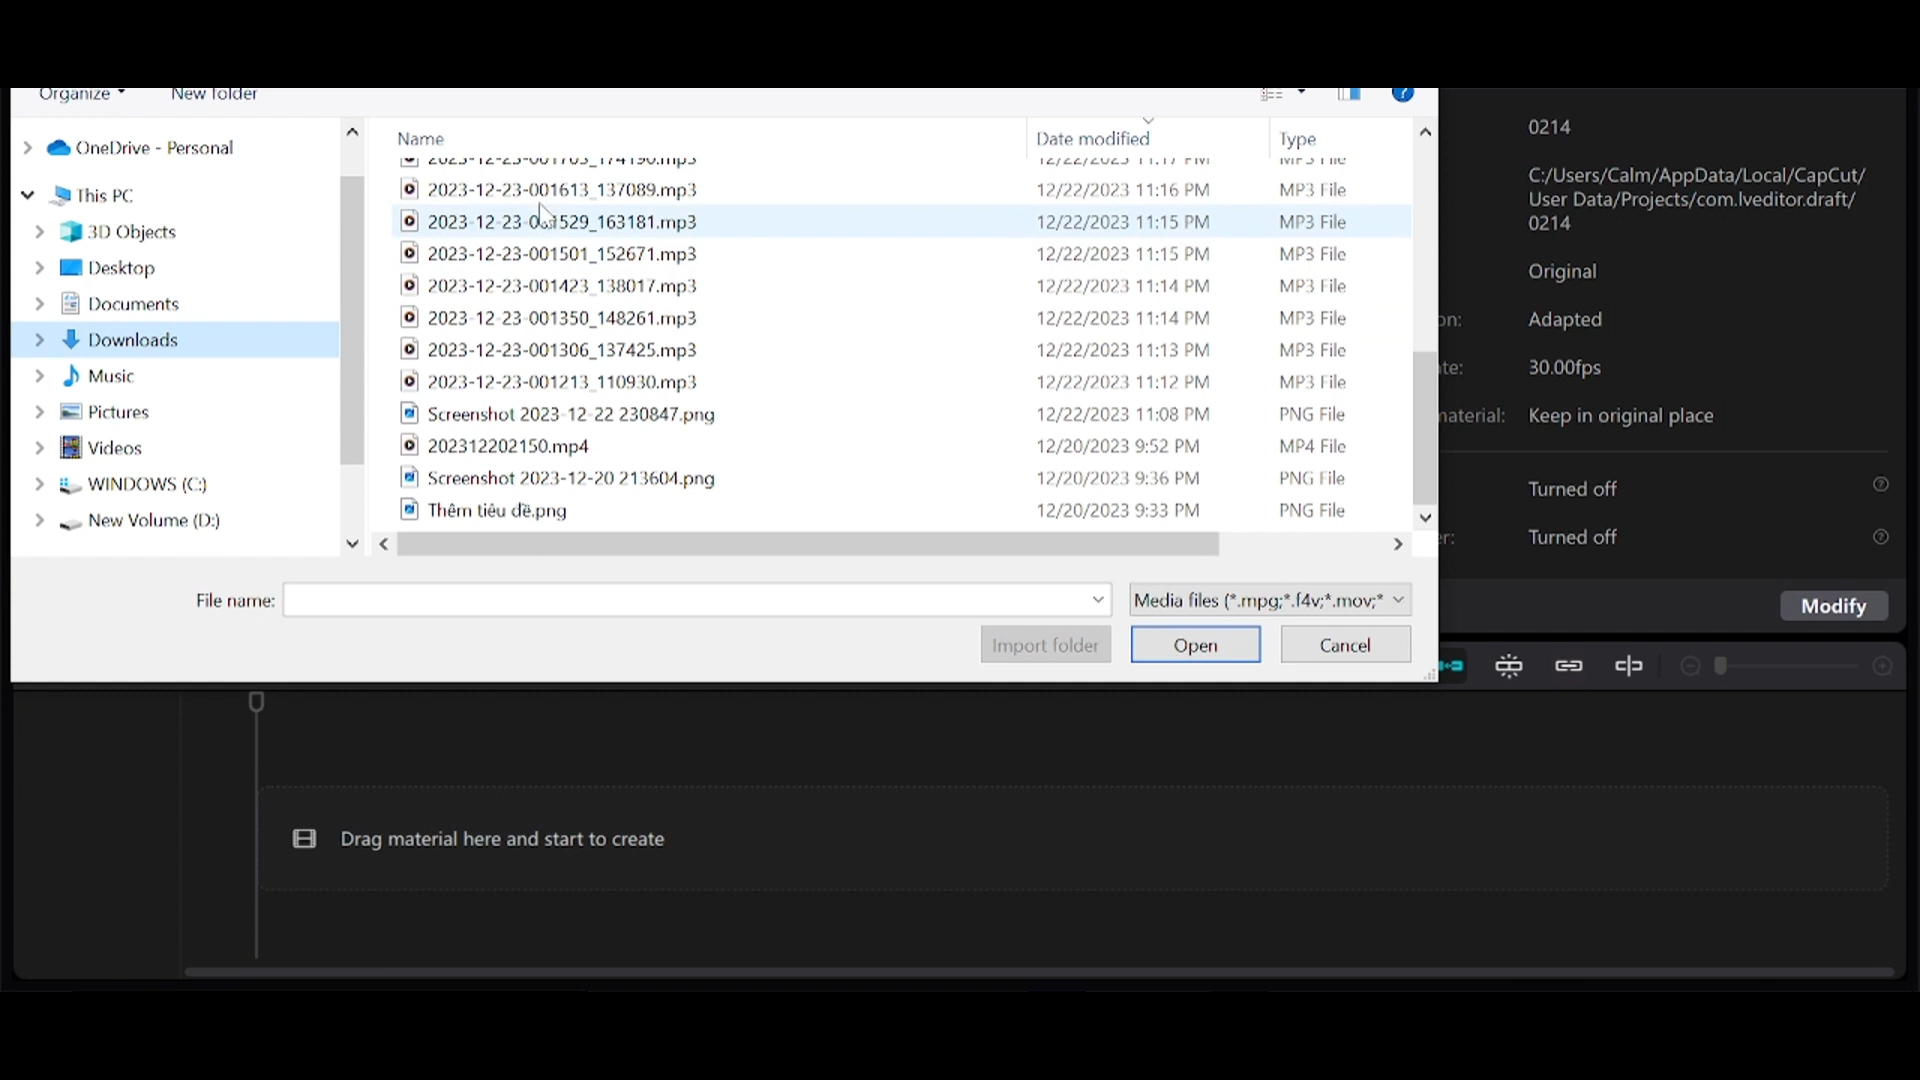 Organize
New folder
OneDrive - Personal
This PC
3D Objects
Desktop
Documents
Downloads
Music
Pictures
Videos
WINDOWS (C:)
New Volume (D:)
Name
Date modified
Type
2023-12-23-001613_137089.mp3 12/22/2023 11:16 PM MP3 File
2023-12-23-001529_163181.mp3 12/22/2023 11:15 PM MP3 File
2023-12-23-001501_152671.mp3 12/22/2023 11:15 PM MP3 File
2023-12-23-001423_138017.mp3 12/22/2023 11:14 PM MP3 File
2023-12-23-001350_148261.mp3 12/22/2023 11:14 PM MP3 File
2023-12-23-001306_137425.mp3 12/22/2023 11:13 PM MP3 File
2023-12-23-001213_110930.mp3 12/22/2023 11:12 PM MP3 File
Screenshot 2023-12-22 230847.png 12/22/2023 11:08 PM PNG File
202312202150.mp4 12/20/2023 9:52 PM MP4 File
Screenshot 2023-12-20 213604.png 12/20/2023 9:36 PM PNG File
Thêm tiêu đề.png 12/20/2023 9:33 PM PNG File
File name:
Media files (*.mpg;*.f4v;*.mov;*
Import folder
Open
Cancel
0214
C:/Users/Calm/AppData/Local/CapCut/
User Data/Projects/com.lveditor.draft/
0214
Original
on: Adapted
te: 30.00fps
naterial: Keep in original place
Turned off
er: Turned off
Modify
Drag material here and start to create